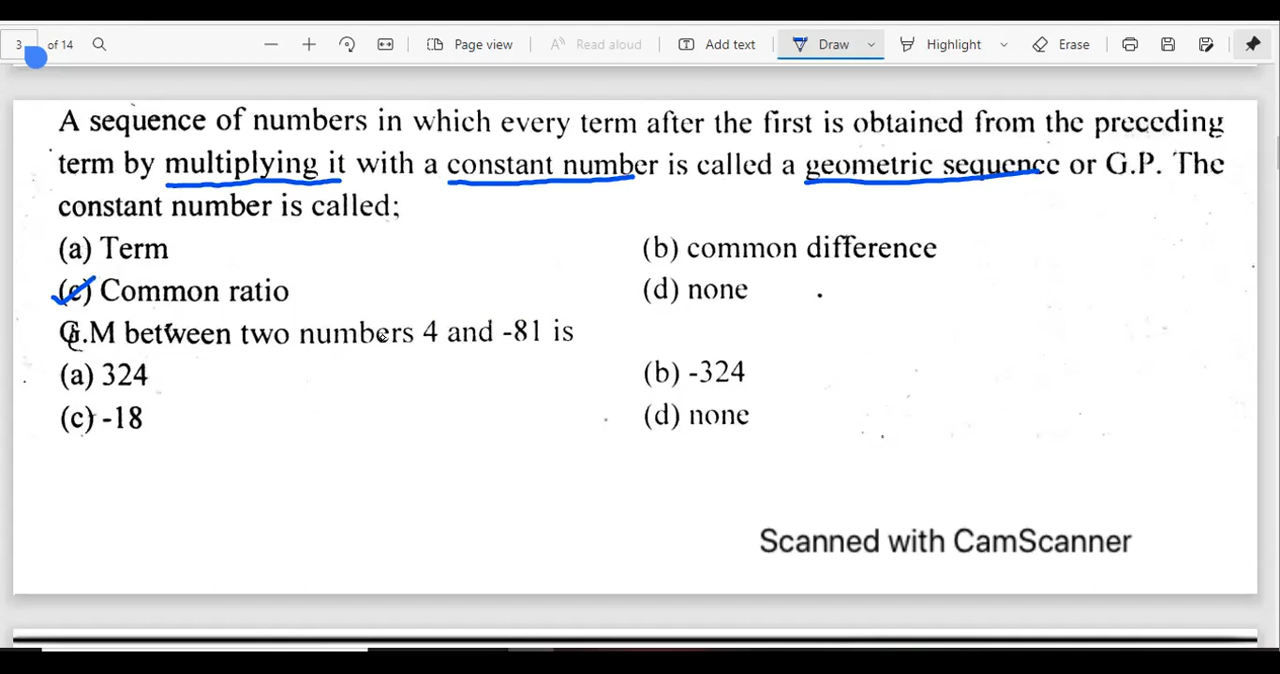 3 of 14 Page view Read aloud Add text Draw Highlight Erase
A sequence of numbers in which every term after the first is obtained from the preceding
term by multiplying it with a constant number is called a geometric sequence or G.P. The
constant number is called;
(a) Term (b) common difference
(c) Common ratio (d) none
G.M between two numbers 4 and -81 is
(a) 324 (b) -324
(c) -18 (d) none
Scanned with CamScanner